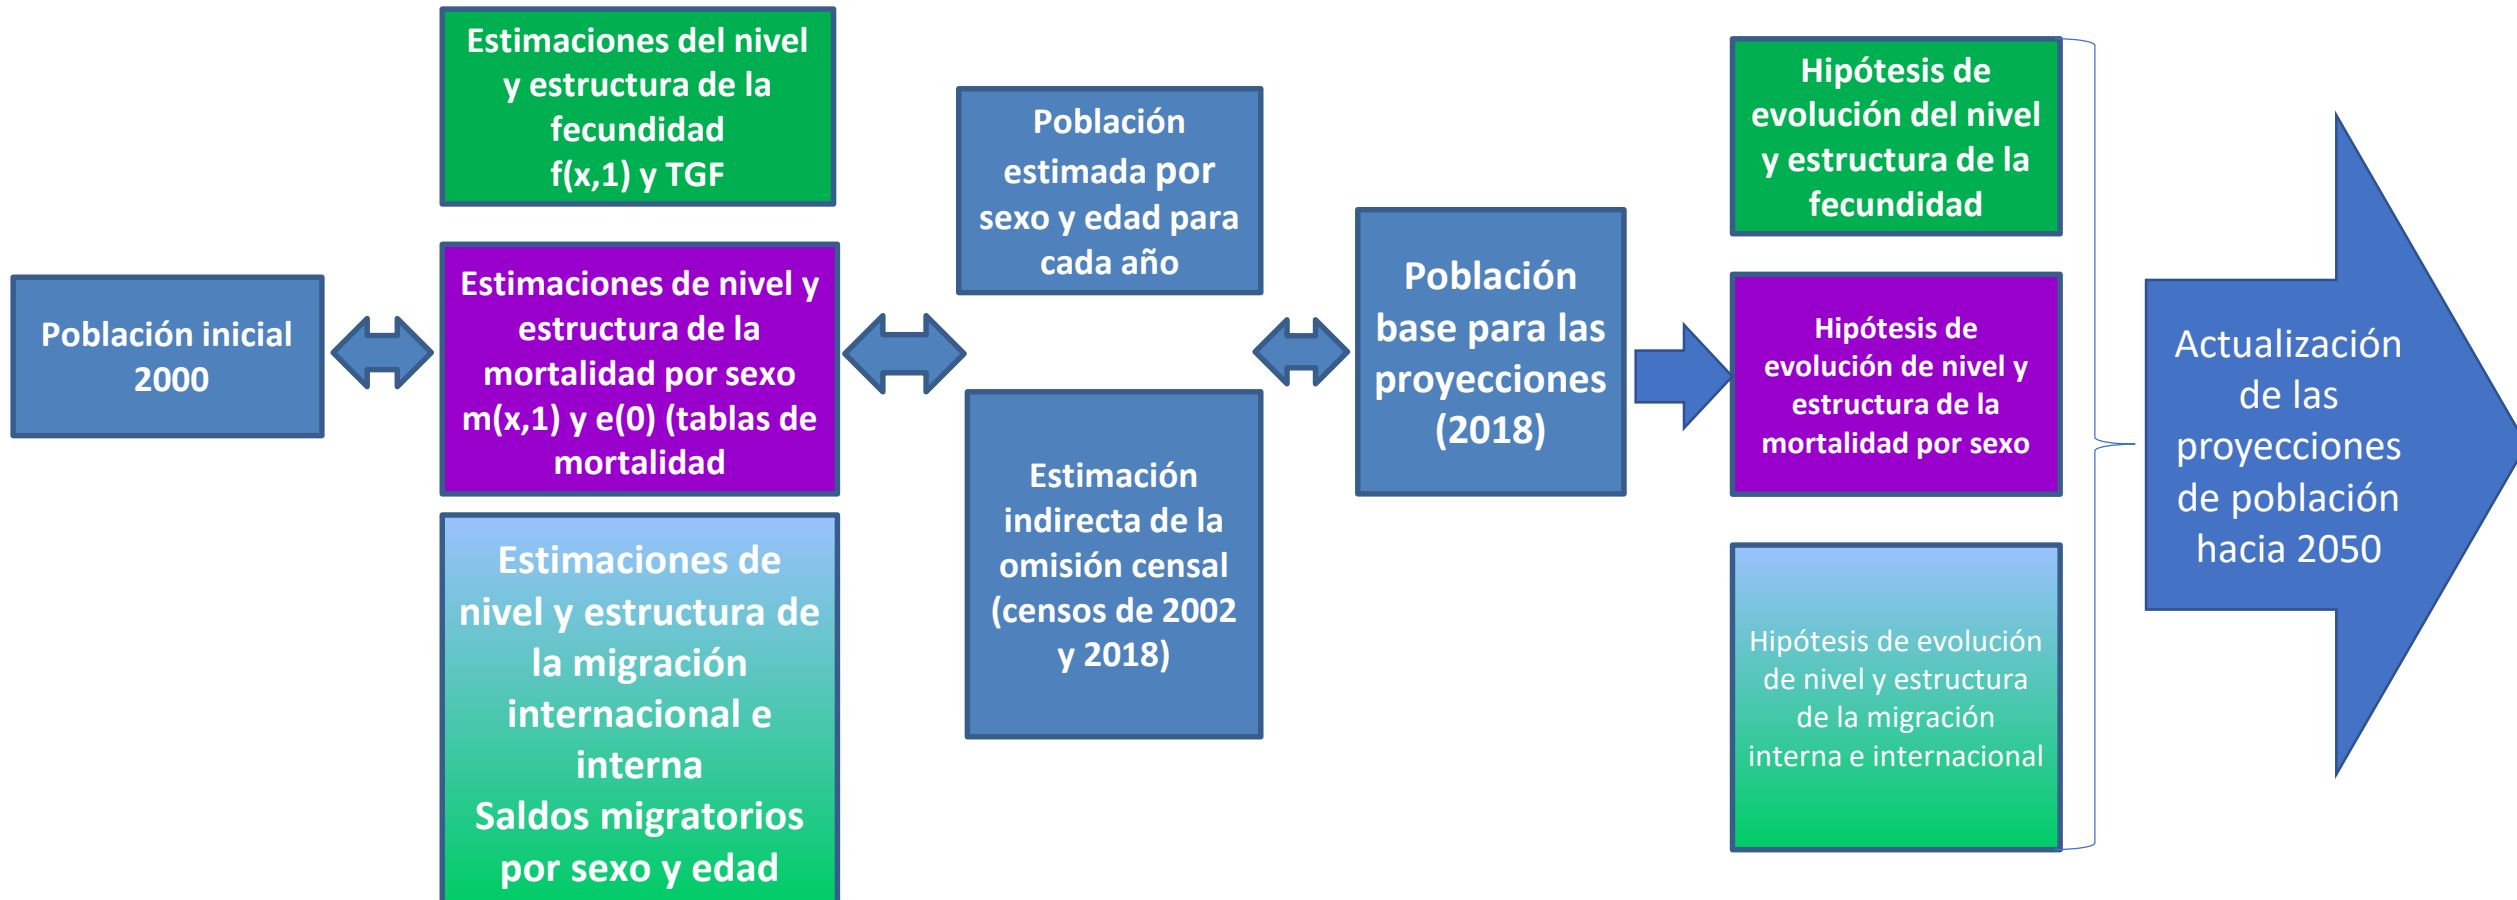 Población inicial
2000
Estimaciones del nivel
y estructura de la
fecundidad
f(x,1) y TGF
Estimaciones de nivel y
estructura de la
mortalidad por sexo
m(x,1) y e(0) (tablas de
mortalidad
Estimaciones de
nivel y estructura de
la migración
internacional e
interna
Saldos migratorios
por sexo y edad
Población
estimada por
sexo y edad para
cada año
Estimación
indirecta de la
omisión censal
(censos de 2002
y 2018)
Población
base para las
proyecciones
(2018)
Hipótesis de
evolución del nivel
y estructura de la
fecundidad
Hipótesis de
evolución de nivel y
estructura de la
mortalidad por sexo
Hipótesis de evolución
de nivel y estructura
de la migración
interna e internacional
Actualización
de las
proyecciones
de población
hacia 2050